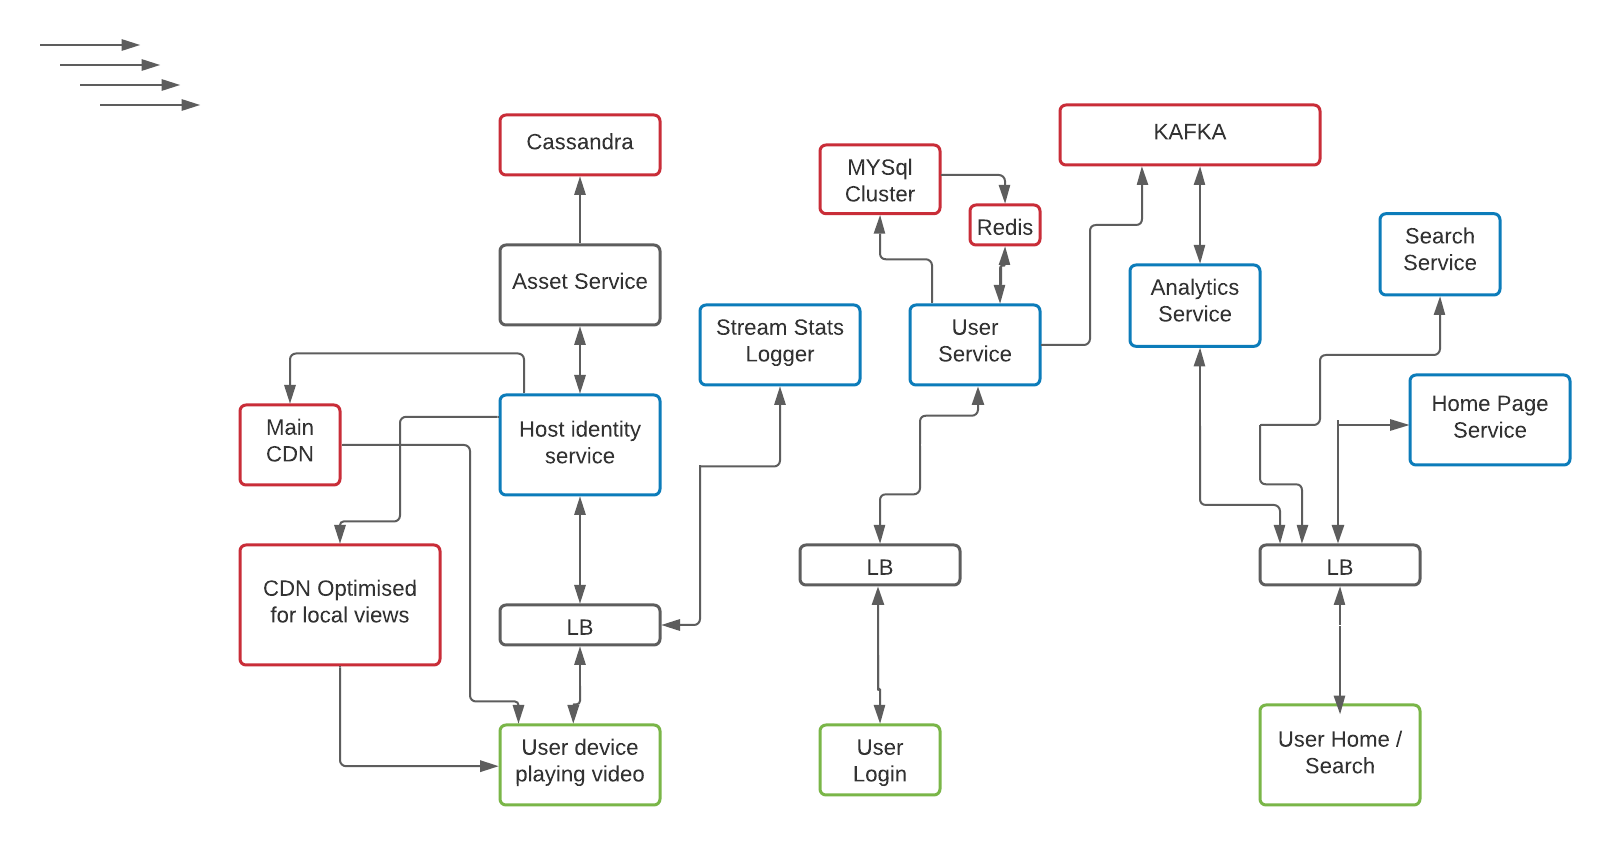 Cassandra
KAFKA
MYSql
Cluster
Redis
Search
Service
Asset Service
Analytics
Service
Stream Stats
Logger
User
Service
Home Page
Service
Main
CDN
Host identity
service
CDN Optimised
for local views
LB
LB
LB
User device
playing video
User
Login
User Home /
Search